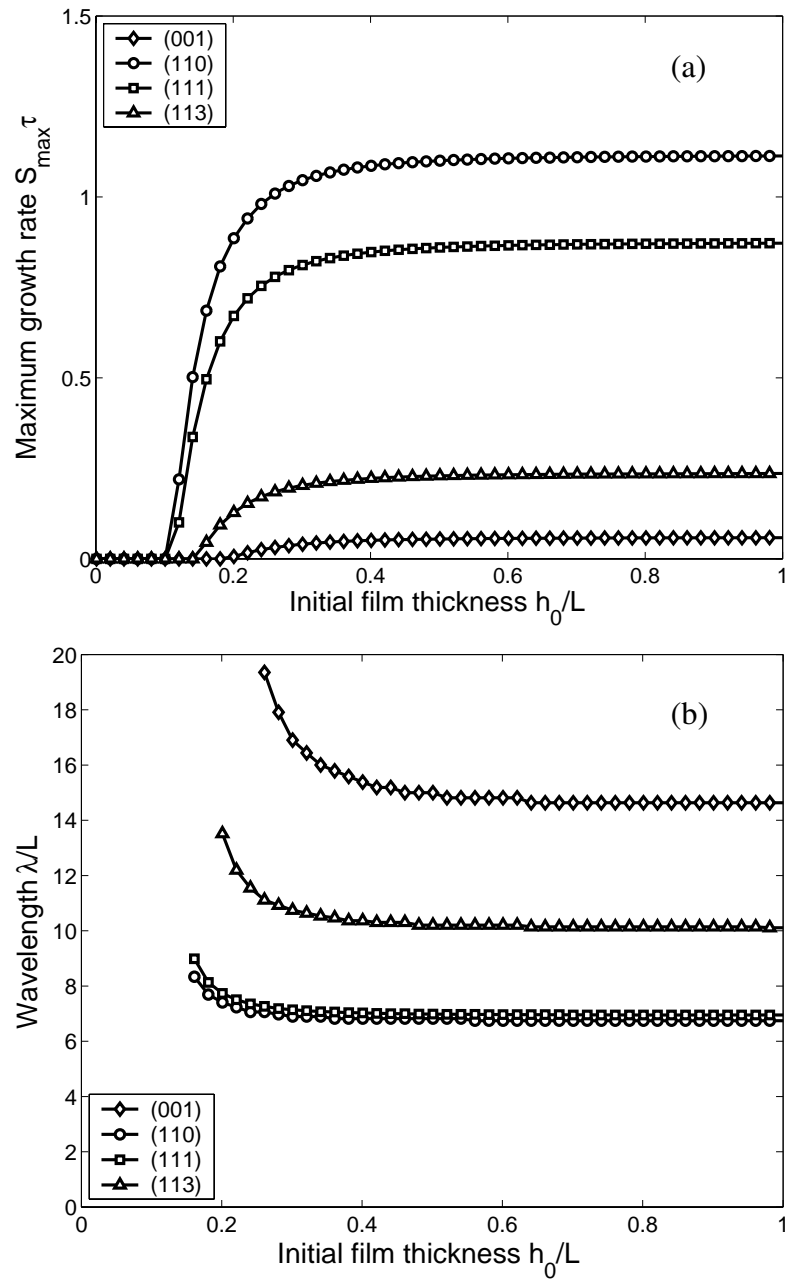 1.5
(001)
(110)
(111)
(113)
(a)
1
0.5
0
0 0.2 0.4 0.6 0.8 1
Maximum growth rate S_max τ
Initial film thickness h_0/L
20
18
16
14
12
10
8
6
4
2
0
(b)
(001)
(110)
(111)
(113)
0 0.2 0.4 0.6 0.8 1
Wavelength λ/L
Initial film thickness h_0/L